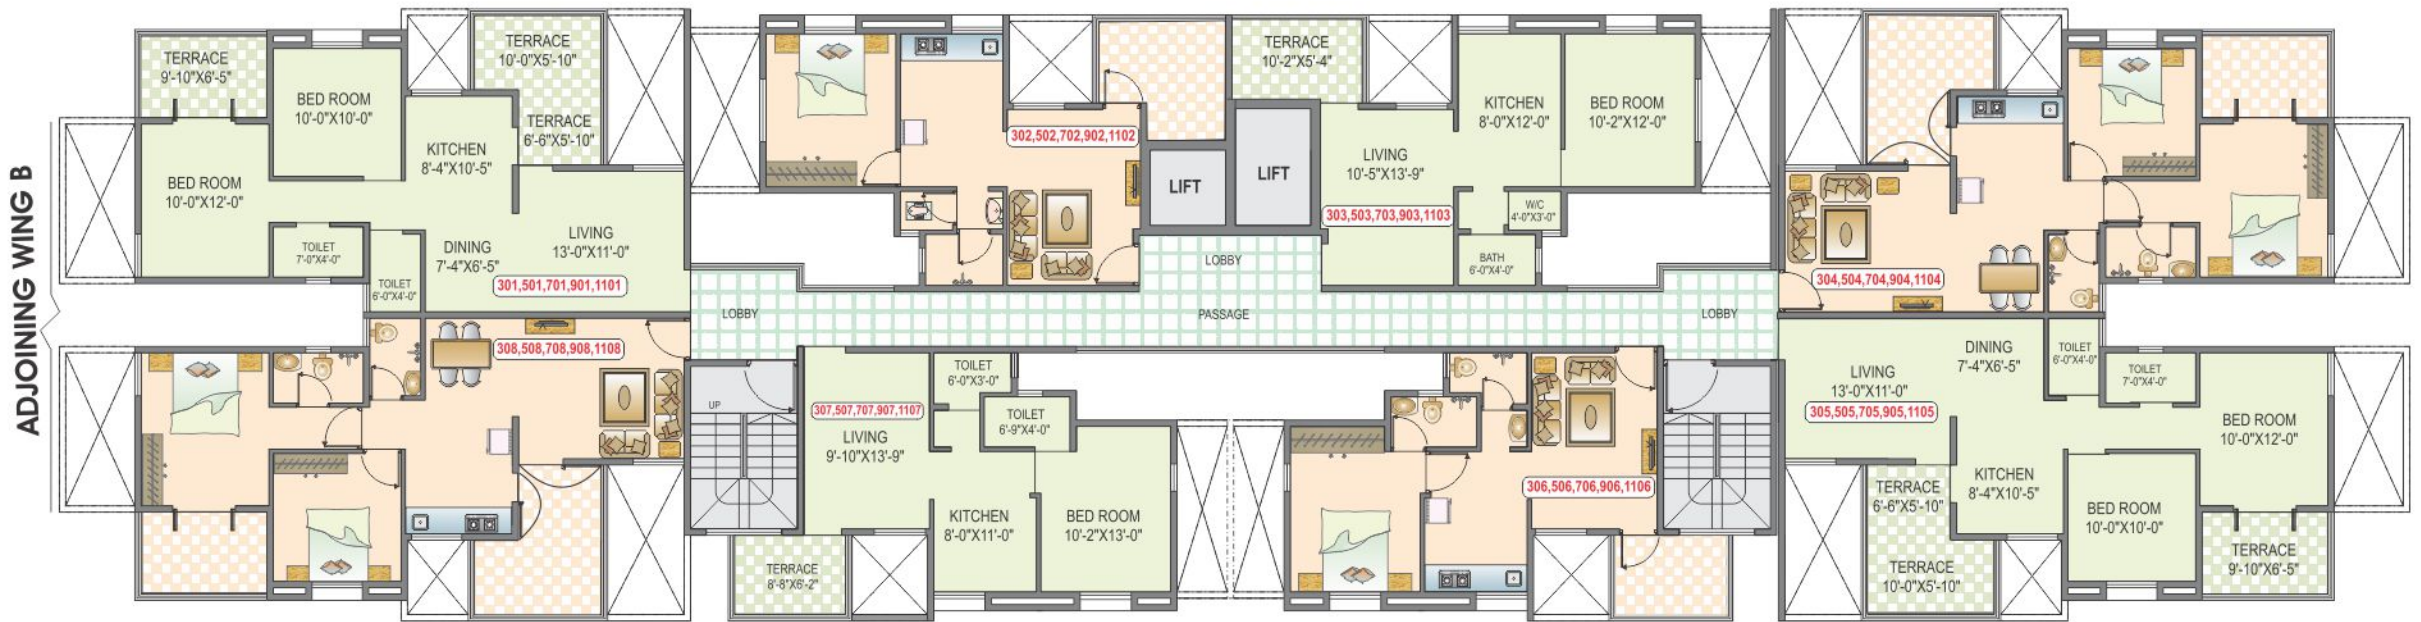 ADJOINING WING B
TERRACE
9'-10"X6'-5"
BED ROOM
10'-0"X10'-0"
TERRACE
10'-0"X5'-10"
TERRACE
6'-6"X5'-10"
KITCHEN
8'-4"X10'-5"
BED ROOM
10'-0"X12'-0"
TOILET
7'-0"X4'-0"
TOILET
6'-0"X4'-0"
DINING
7'-4"X6'-5"
LIVING
13'-0"X11'-0"
301,501,701,901,1101
302,502,702,902,1102
LIFT
LIFT
TERRACE
10'-2"X5'-4"
LIVING
10'-5"X13'-9"
303,503,703,903,1103
KITCHEN
8'-0"X12'-0"
BED ROOM
10'-2"X12'-0"
W/C
4'-0"X3'-0"
BATH
6'-0"X4'-0"
304,504,704,904,1104
LOBBY
LOBBY
PASSAGE
LOBBY
308,508,708,908,1108
UP
307,507,707,907,1107
LIVING
9'-10"X13'-9"
TOILET
6'-0"X3'-0"
TOILET
6'-9"X4'-0"
KITCHEN
8'-0"X11'-0"
BED ROOM
10'-2"X13'-0"
TERRACE
8'-8"X6'-2"
306,506,706,906,1106
LIVING
13'-0"X11'-0"
305,505,705,905,1105
DINING
7'-4"X6'-5"
TOILET
6'-0"X4'-0"
TOILET
7'-0"X4'-0"
BED ROOM
10'-0"X12'-0"
KITCHEN
8'-4"X10'-5"
TERRACE
6'-6"X5'-10"
TERRACE
10'-0"X5'-10"
BED ROOM
10'-0"X10'-0"
TERRACE
9'-10"X6'-5"